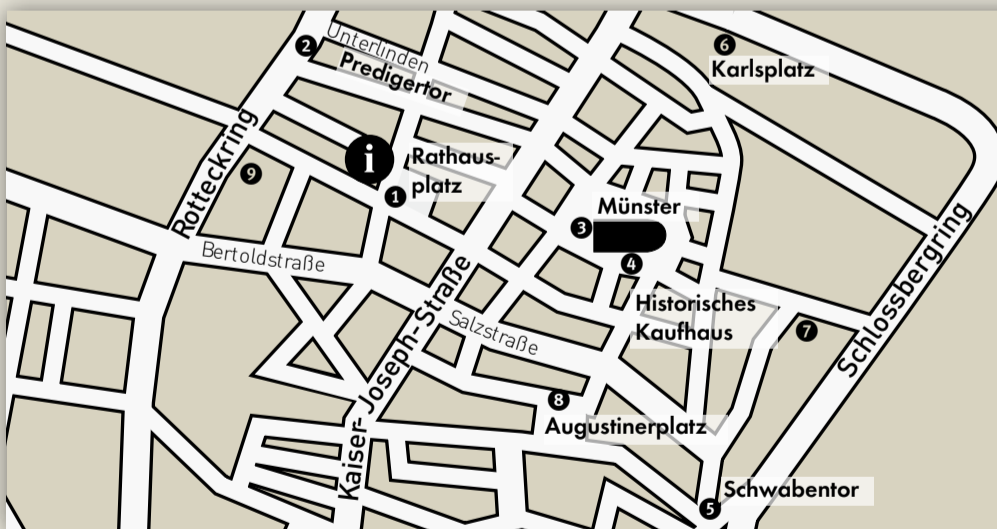 Unterlinden
2
Predigertor
6
Karlsplatz
Rotteckring
i
Rathaus-
platz
1
9
Münster
3
4
Bertoldstraße
Historisches
Kaufhaus
7
Schlossbergring
Salzstraße
Kaiser-Joseph-Straße
8
Augustinerplatz
Schwabentor
5